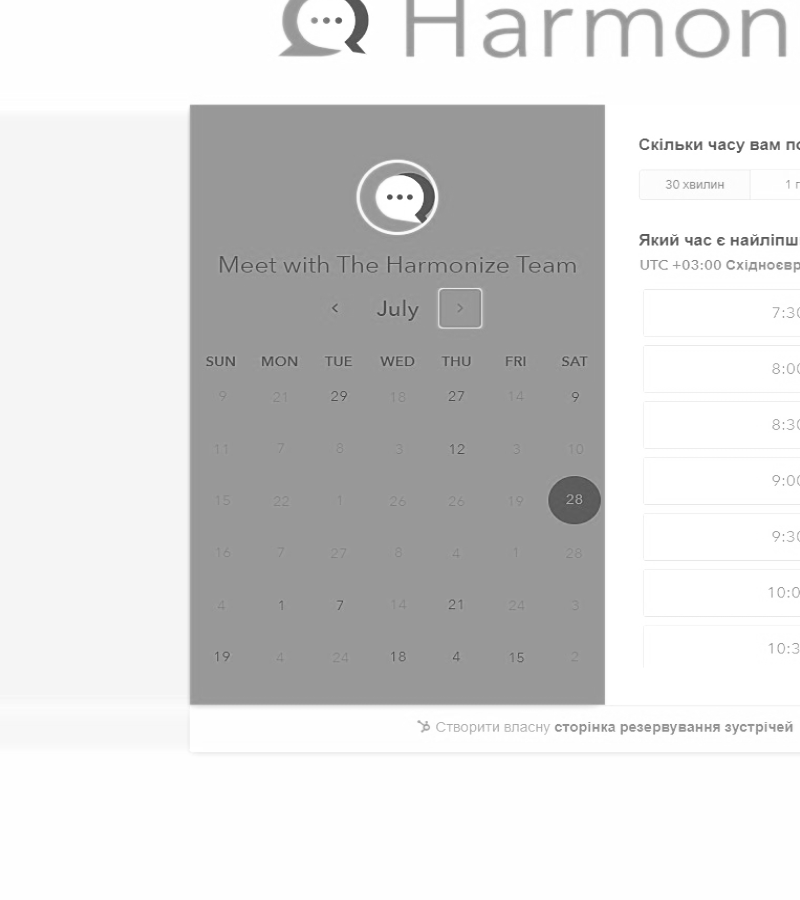 Harmon
Meet with The Harmonize Team
July
SUN MON TUE WED THU FRI SAT
9 21 29 18 27 14 9
11 7 8 3 12 3 10
15 22 1 26 26 19 28
16 7 27 8 4 1 28
4 1 7 14 21 24 3
19 4 24 18 4 15 2
Скільки часу вам по
30 хвилин 1 г
Який час є найліпш
UTC +03:00 Східноєвр
7:30
8:00
8:30
9:00
9:30
10:0
10:3
Створити власну сторінка резервування зустрічей